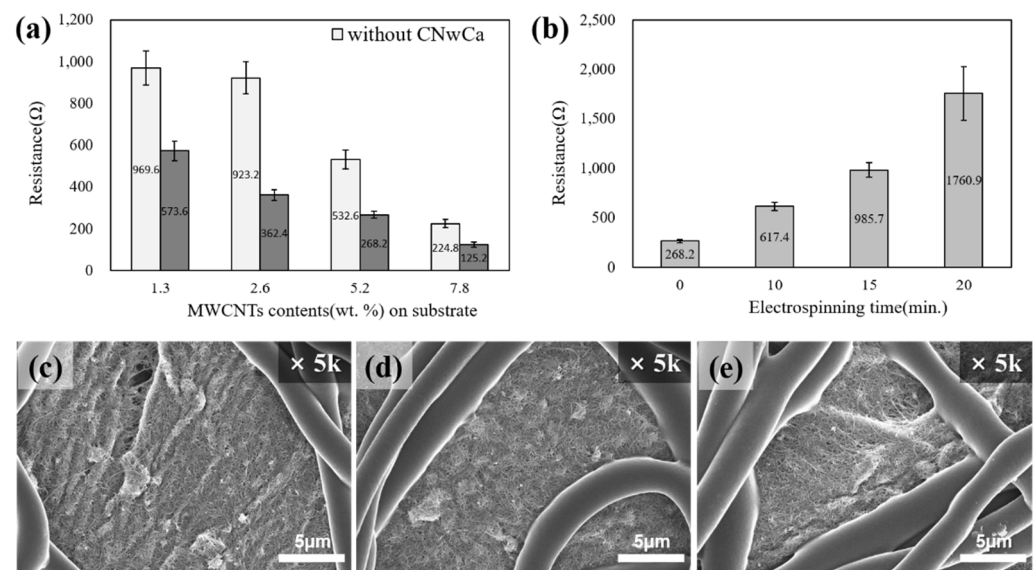 (a)
1,200
1,000
800
600
400
200
0
Resistance(Ω)
without CNwCa
969.6
573.6
923.2
362.4
532.6
268.2
224.8
125.2
1.3 2.6 5.2 7.8
MWCNTs contents(wt. %) on substrate
(b)
2,500
2,000
1,500
1,000
500
0
Resistance(Ω)
268.2
617.4
985.7
1760.9
0 10 15 20
Electrospinning time(min.)
(c)
× 5k
5μm
(d)
× 5k
5μm
(e)
× 5k
5μm